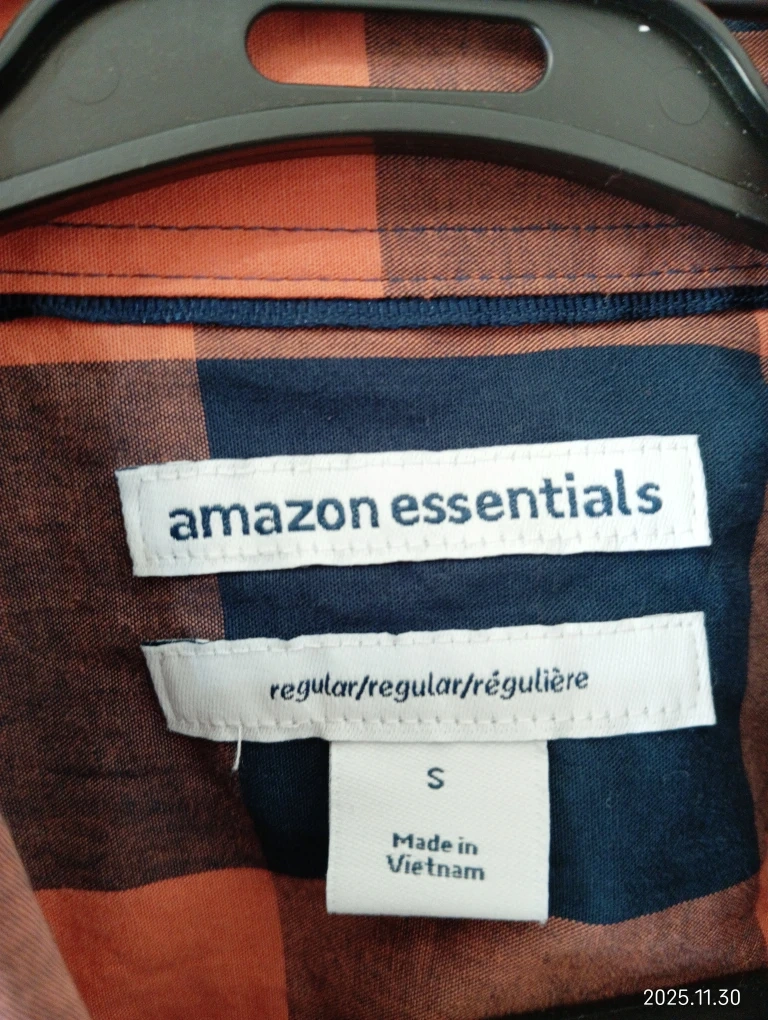 amazon essentials
regular/regular/régulière
S
Made in
Vietnam
2025.11.30